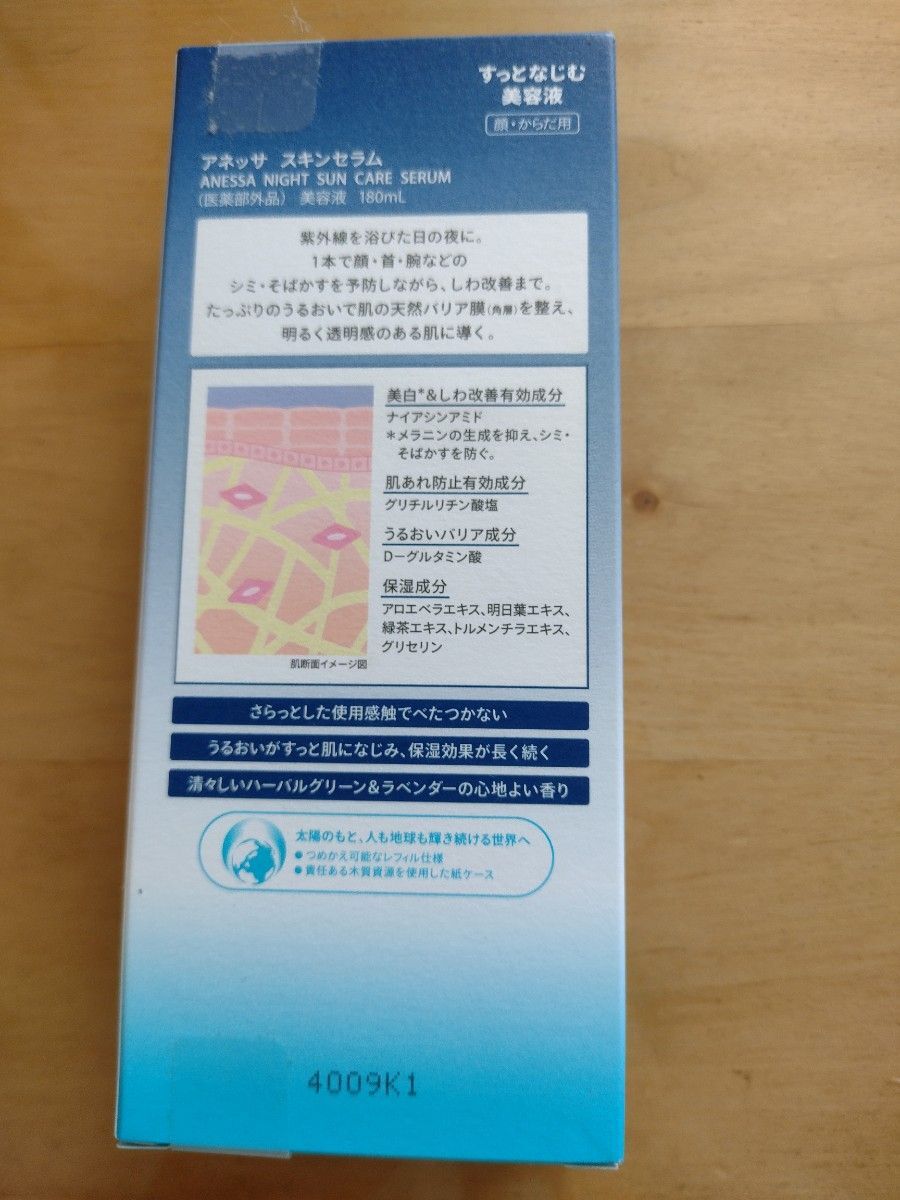 すっとなじむ
美容液
顔・からだ用
アネッサ スキンセラム
ANESSA NIGHT SUN CARE SERUM
（医薬部外品） 美容液 180mL
紫外線を浴びた日の夜に。
1本で顔・首・腕などの
シミ・そばかすを予防しながら、しわ改善まで。
たっぷりのうるおいで肌の天然バリア膜（角層）を整え、
明るく透明感のある肌に導く。
美白*&しわ改善有効成分
ナイアシンアミド
*メラニンの生成を抑え、シミ・
そばかすを防ぐ。
肌あれ防止有効成分
グリチルリチン酸塩
うるおいバリア成分
D－グルタミン酸
保湿成分
アロエベラエキス、明日葉エキス、
緑茶エキス、トルメンチラエキス、
グリセリン
肌断面イメージ図
さらっとした使用感触でべたつかない
うるおいがすっと肌になじみ、保湿効果が長く続く
清々しいハーバルグリーン&ラベンダーの心地よい香り
太陽のもと、人も地球も輝き続ける世界へ
●つめかえ可能なレフィル仕様
●責任ある木質資源を使用した紙ケース
4009K1